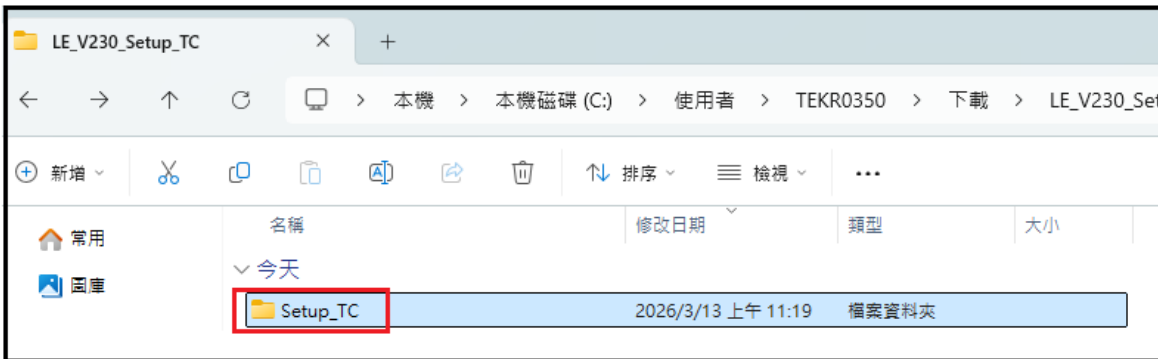 LE_V230_Setup_TC
本機 > 本機磁碟 (C:) > 使用者 > TEKR0350 > 下載 > LE_V230_Set
新增 排序 檢視 ...
名稱 修改日期 類型 大小
常用
今天
圖庫
Setup_TC 2026/3/13 上午 11:19 檔案資料夾